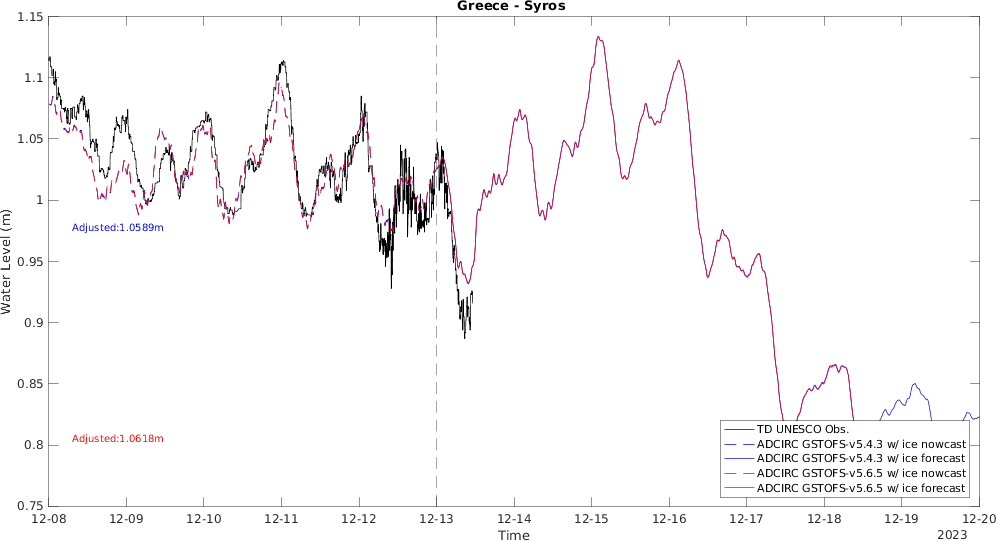 Greece - Syros
1.15
1.1
1.05
1
0.95
0.9
0.85
0.8
0.75
Water Level (m)
Adjusted:1.0589m
Adjusted:1.0618m
TD UNESCO Obs.
ADCIRC GSTOFS-v5.4.3 w/ ice nowcast
ADCIRC GSTOFS-v5.4.3 w/ ice forecast
ADCIRC GSTOFS-v5.6.5 w/ ice nowcast
ADCIRC GSTOFS-v5.6.5 w/ ice forecast
12-08 12-09 12-10 12-11 12-12 12-13 12-14 12-15 12-16 12-17 12-18 12-19 12-20
Time
2023